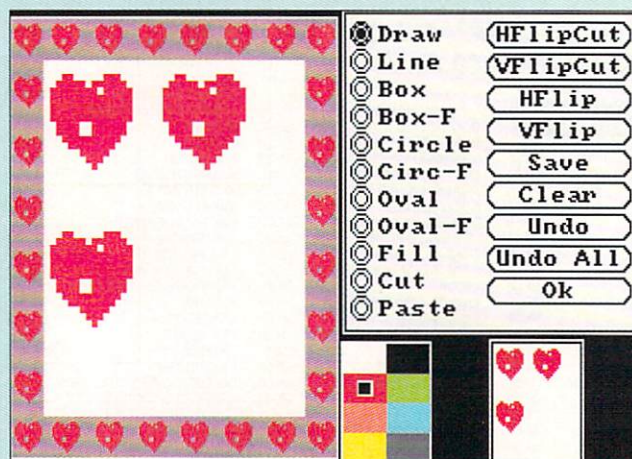 Draw
Line
Box
Box-F
Circle
Circ-F
Oval
Oval-F
Fill
Cut
Paste
HFlipCut
VFlipCut
HFlip
VFlip
Save
Clear
Undo
Undo All
Ok